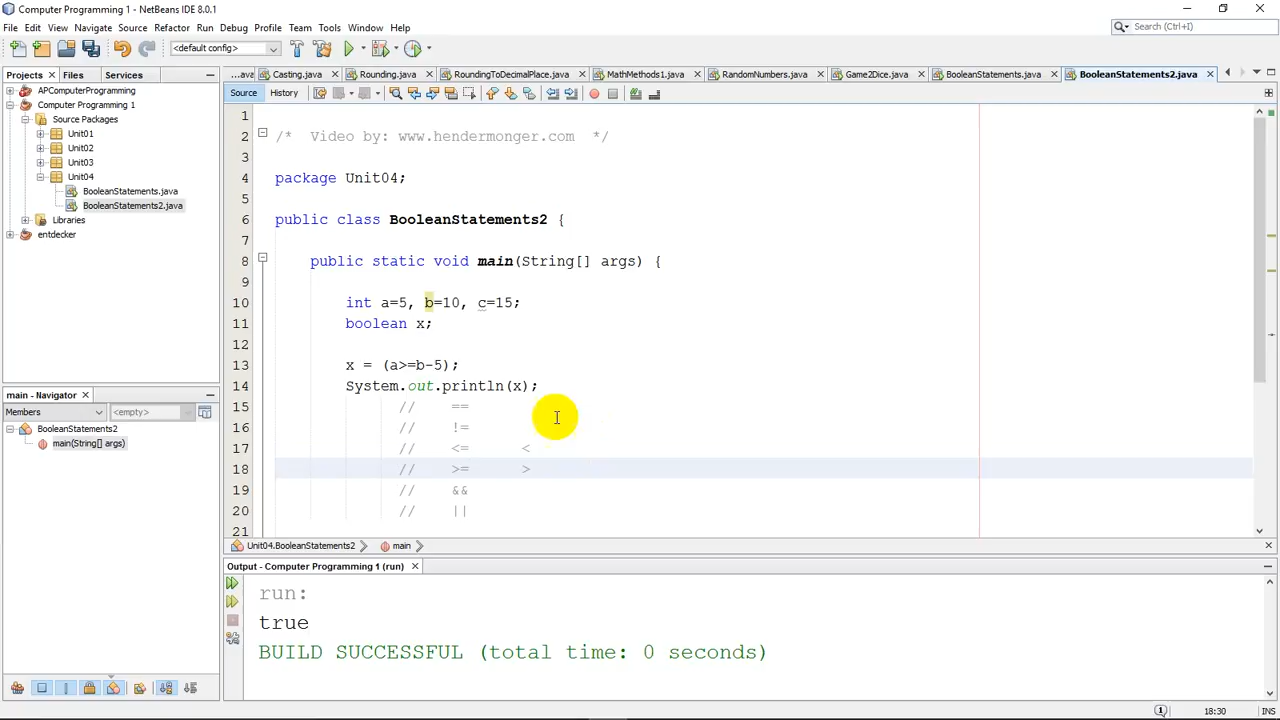 Computer Programming 1 - NetBeans IDE 8.0.1
File Edit View Navigate Source Refactor Run Debug Profile Team Tools Window Help
Search (Ctrl+I)
<default config>
Projects Files Services
...ava Casting.java Rounding.java RoundingToDecimalPlace.java MathMethods1.java RandomNumbers.java Game2Dice.java BooleanStatements.java BooleanStatements2.java
Source History
APComputerProgramming
Computer Programming 1
Source Packages
Unit01
Unit02
Unit03
Unit04
BooleanStatements.java
BooleanStatements2.java
Libraries
entdecker
main - Navigator
Members <empty>
BooleanStatements2
main(String[] args)
1
2 /* Video by: www.hendermonger.com */
3
4 package Unit04;
5
6 public class BooleanStatements2 {
7
8 public static void main(String[] args) {
9
10 int a=5, b=10, c=15;
11 boolean x;
12
13 x = (a>=b-5);
14 System.out.println(x);
15 // ==
16 // !=
17 // <= <
18 // >= >
19 // &&
20 // ||
21
Unit04.BooleanStatements2 main
Output - Computer Programming 1 (run)
run:
true
BUILD SUCCESSFUL (total time: 0 seconds)
1 18:30 INS